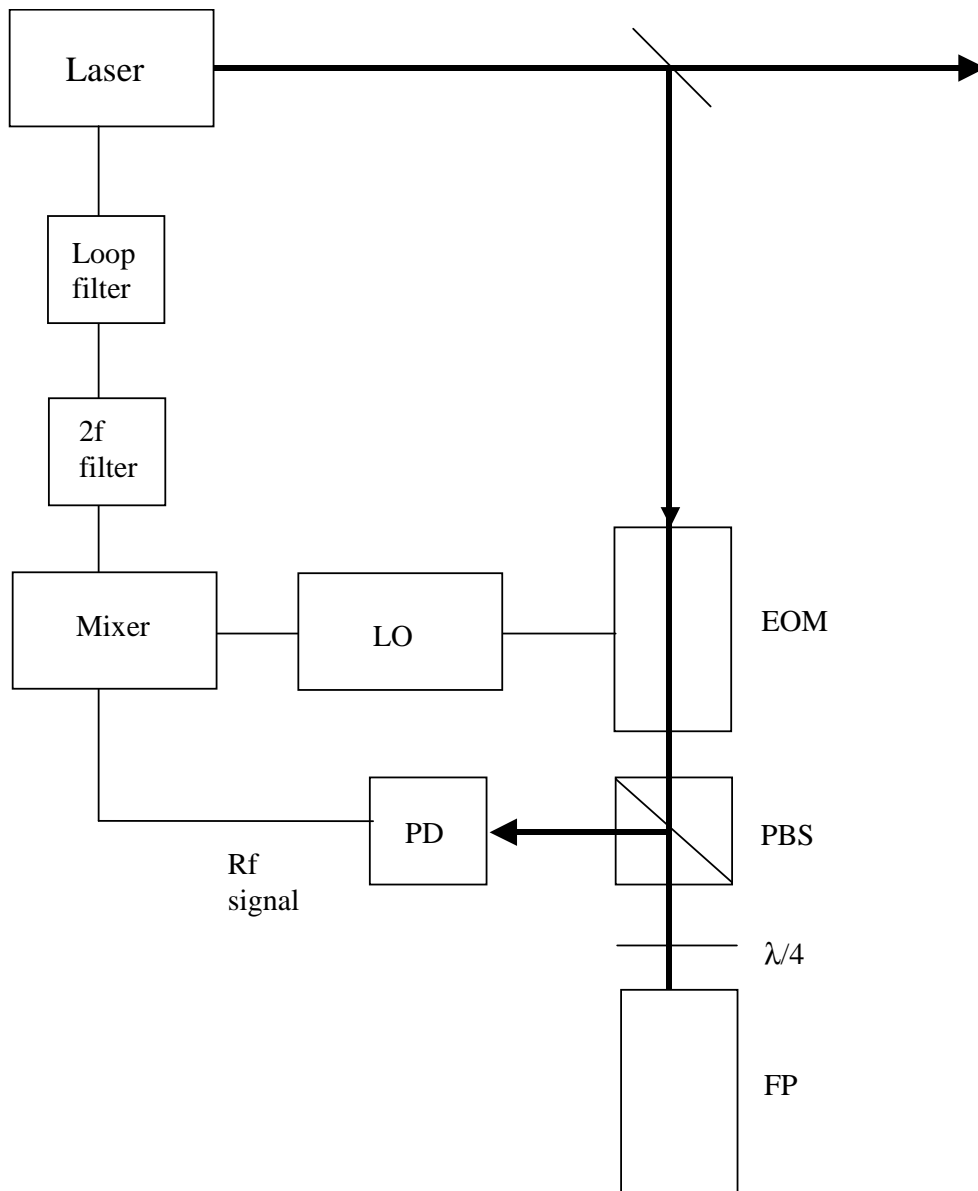 Laser
Loop
filter
2f
filter
Mixer
LO
EOM
PD
PBS
Rf
signal
λ/4
FP